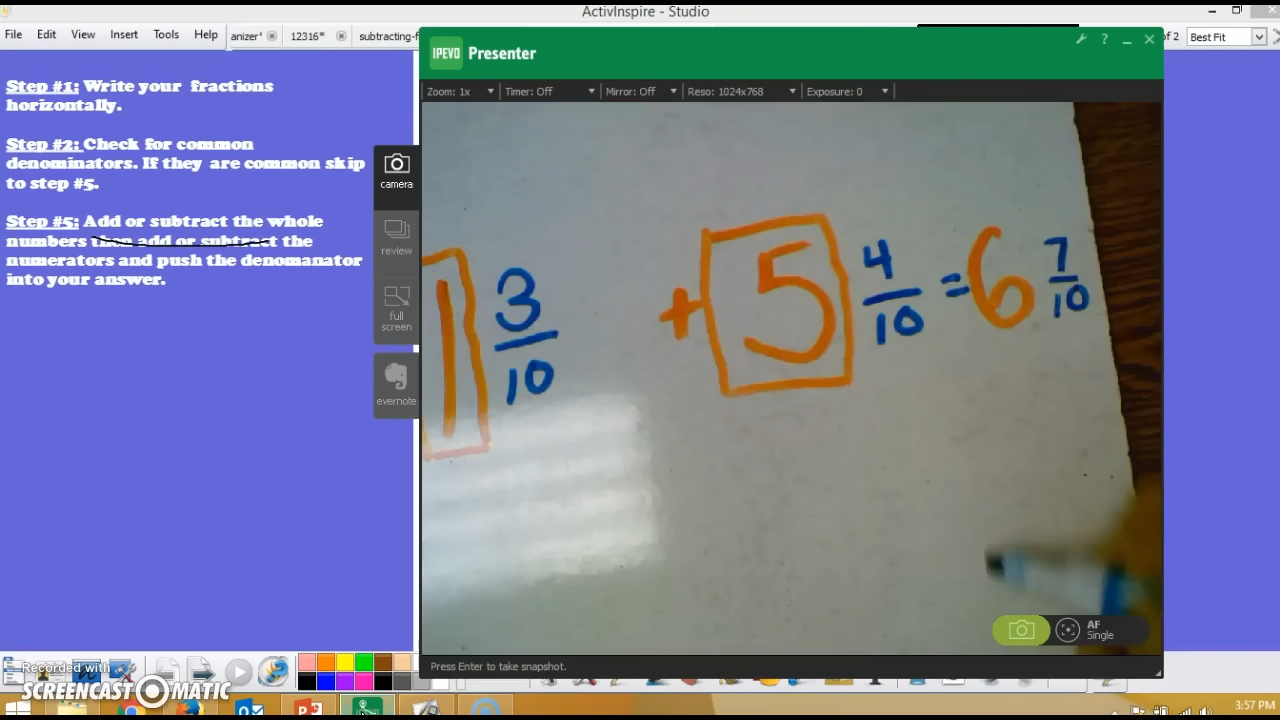 ActivInspire - Studio
File Edit View Insert Tools Help anizer* 12316* subtracting-f of 2 Best Fit
Step #1: Write your fractions
horizontally.
Step #2: Check for common
denominators. If they are common skip
to step #5.
Step #5: Add or subtract the whole
numbers then add or subtract the
numerators and push the denomanator
into your answer.
IPEVO Presenter
Zoom: 1x Timer: Off Mirror: Off Reso: 1024x768 Exposure: 0
camera
review
full
screen
evernote
1 3/10 + 5 4/10 = 6 7/10
AF
Single
Press Enter to take snapshot.
Recorded with
SCREENCAST MATIC
3:57 PM